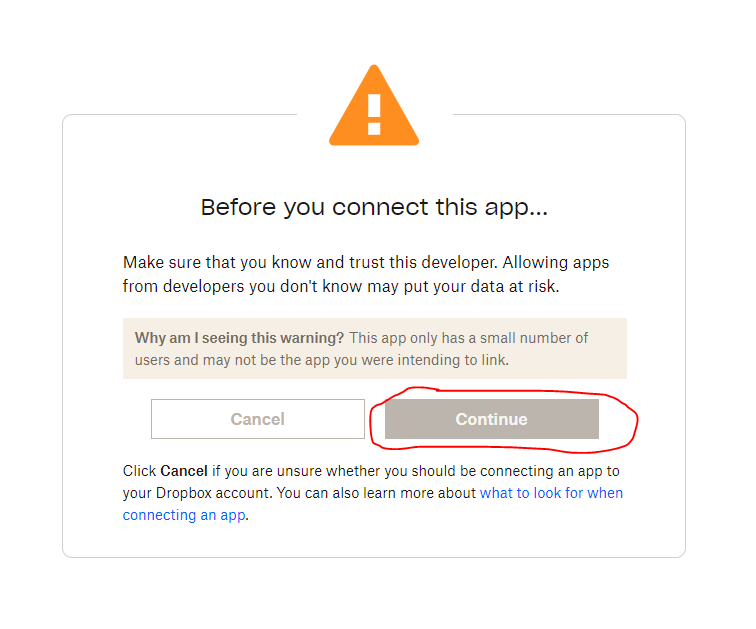 Before you connect this app...
Make sure that you know and trust this developer. Allowing apps
from developers you don't know may put your data at risk.
Why am I seeing this warning? This app only has a small number of
users and may not be the app you were intending to link.
Cancel Continue
Click Cancel if you are unsure whether you should be connecting an app to
your Dropbox account. You can also learn more about what to look for when
connecting an app.